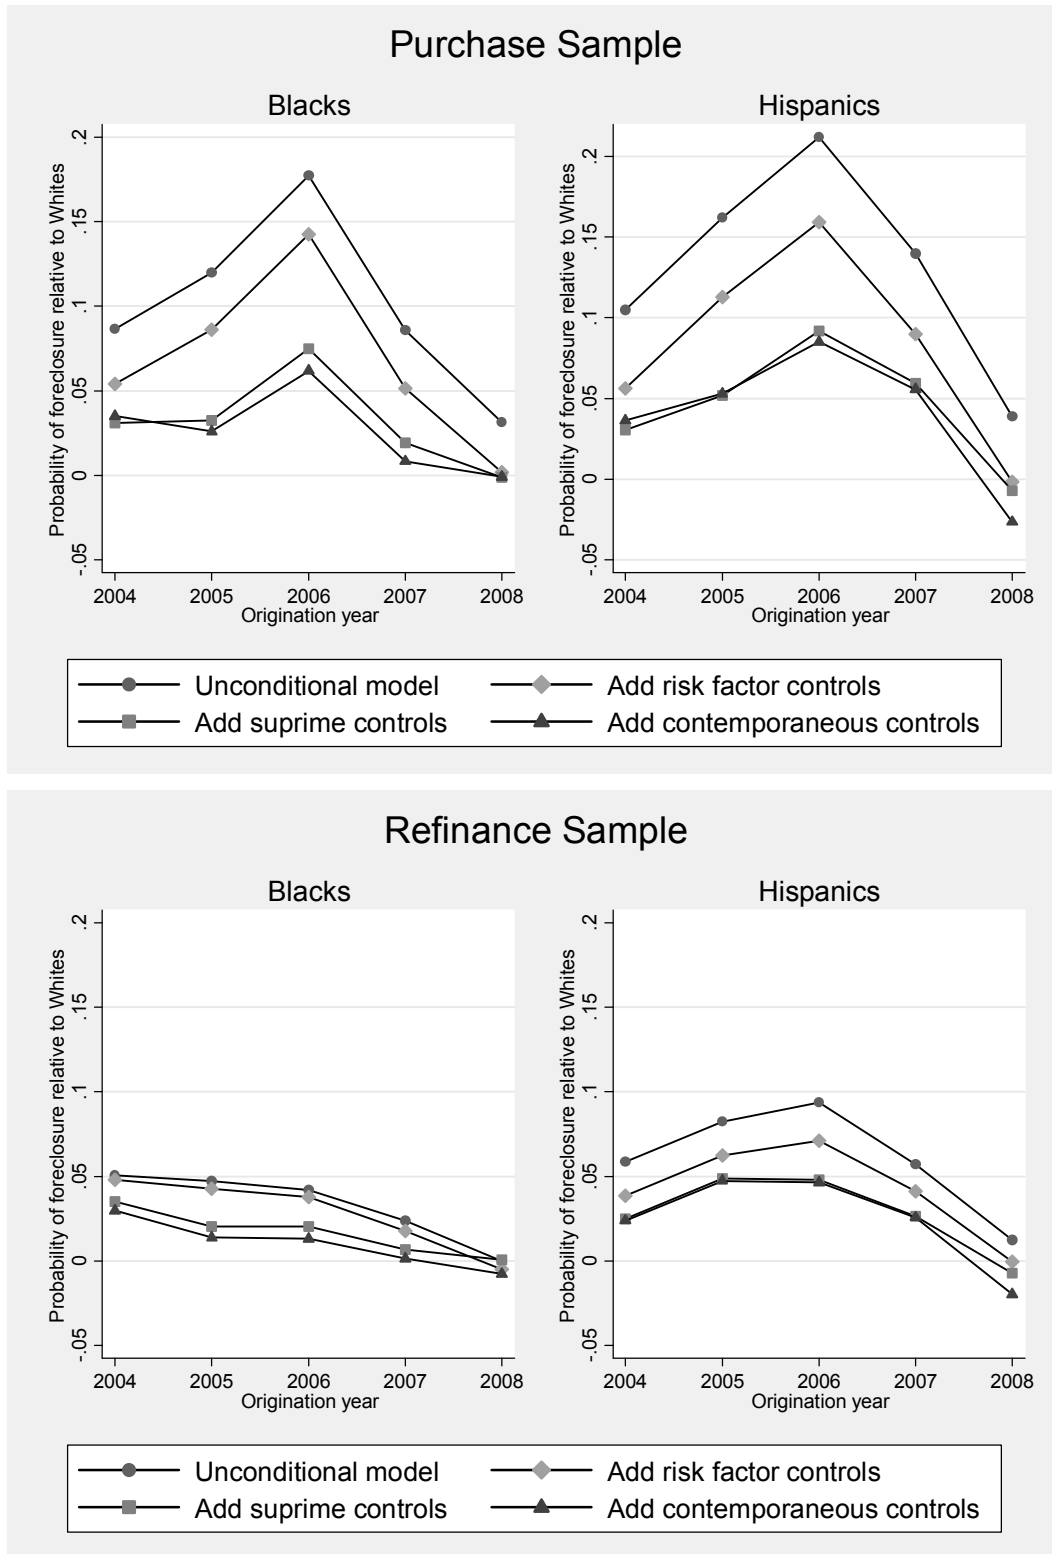 Purchase Sample
Blacks
Probability of foreclosure relative to Whites
.2
.15
.1
.05
0
-.05
2004 2005 2006 2007 2008
Origination year
Hispanics
Probability of foreclosure relative to Whites
.2
.15
.1
.05
0
-.05
2004 2005 2006 2007 2008
Origination year
Unconditional model
Add risk factor controls
Add suprime controls
Add contemporaneous controls
Refinance Sample
Blacks
Probability of foreclosure relative to Whites
.2
.15
.1
.05
0
-.05
2004 2005 2006 2007 2008
Origination year
Hispanics
Probability of foreclosure relative to Whites
.2
.15
.1
.05
0
-.05
2004 2005 2006 2007 2008
Origination year
Unconditional model
Add risk factor controls
Add suprime controls
Add contemporaneous controls